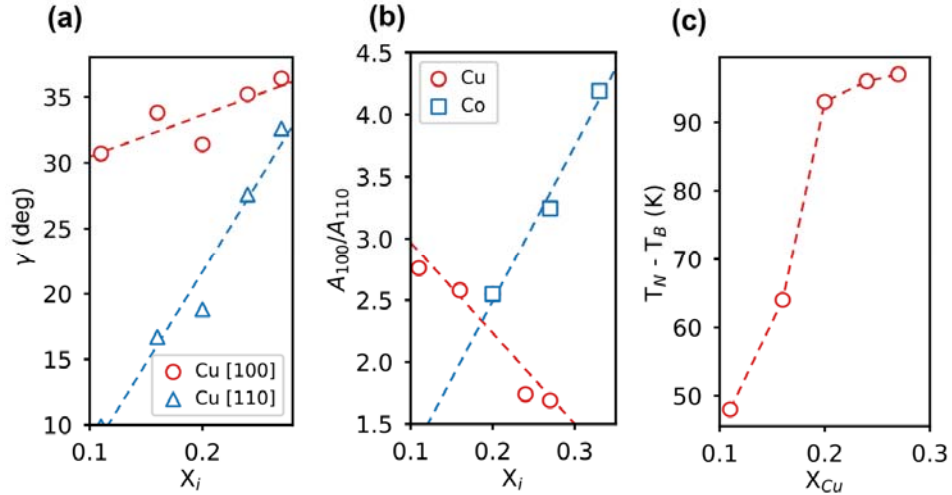 (a)
(b)
(c)
γ (deg)
35
30
25
20
15
10
0.1
0.2
X_i
Cu [100]
Cu [110]
A_100/A_110
4.5
4.0
3.5
3.0
2.5
2.0
1.5
0.1
0.2
0.3
X_i
Cu
Co
T_N - T_B (K)
90
80
70
60
50
0.1
0.2
0.3
X_Cu